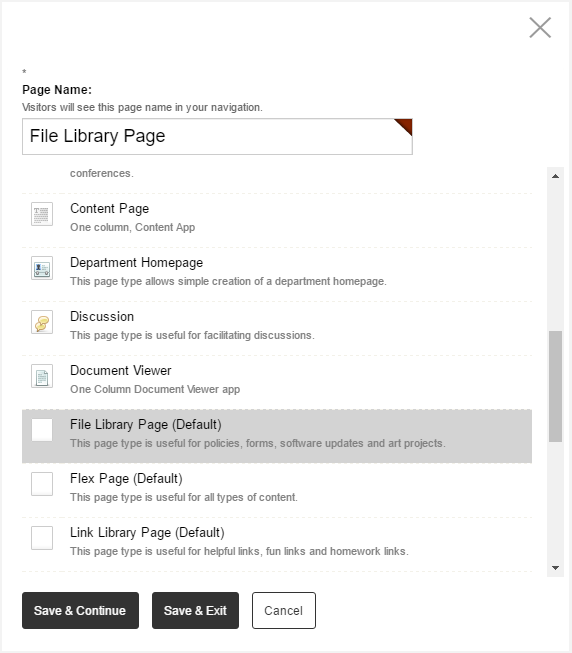 *
Page Name:
Visitors will see this page name in your navigation.
File Library Page
conferences.
Content Page
One column, Content App
Department Homepage
This page type allows simple creation of a department homepage.
Discussion
This page type is useful for facilitating discussions.
Document Viewer
One Column Document Viewer app
File Library Page (Default)
This page type is useful for policies, forms, software updates and art projects.
Flex Page (Default)
This page type is useful for all types of content.
Link Library Page (Default)
This page type is useful for helpful links, fun links and homework links.
Save & Continue Save & Exit Cancel